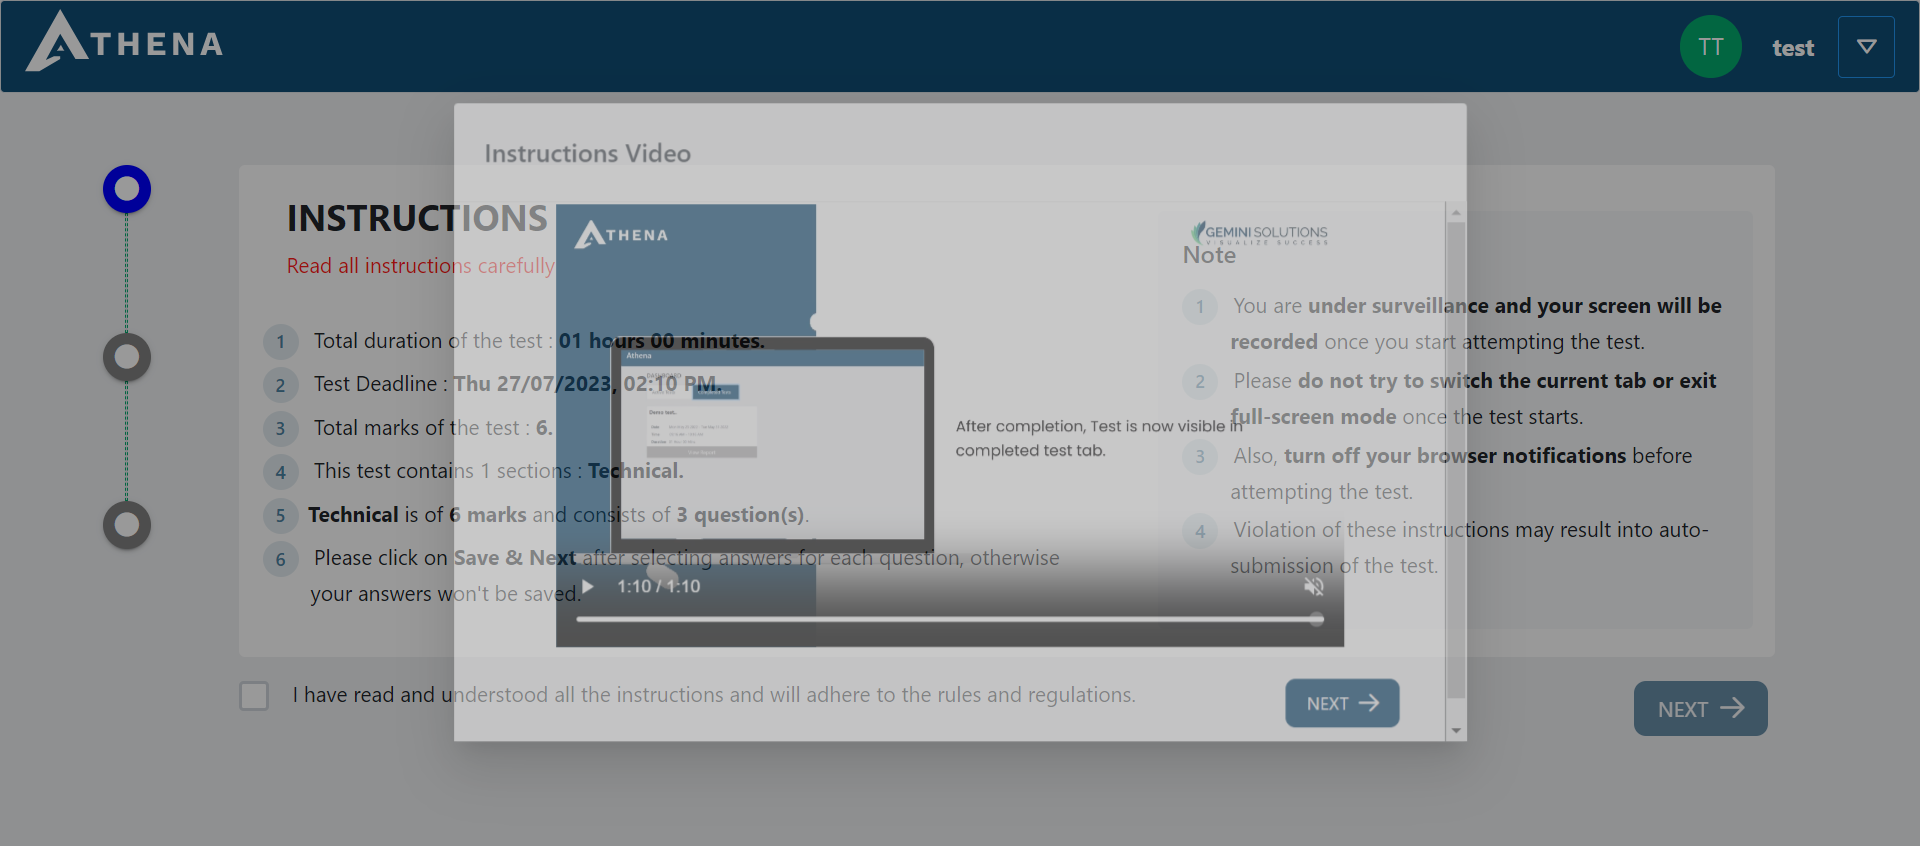 ATHENA
TT
test
Instructions Video
INSTRUCTIONS
Read all instructions carefully
1 Total duration of the test : 01 hours 00 minutes.
2 Test Deadline : Thu 27/07/2023, 02:10 PM.
3 Total marks of the test : 6.
4 This test contains 1 sections : Technical.
5 Technical is of 6 marks and consists of 3 question(s).
6 Please click on Save & Next after selecting answers for each question, otherwise
your answers won't be saved.
ATHENA
GEMINI SOLUTIONS
VISUALIZE SUCCESS
Athena
DASHBOARD
Demo test.
After completion, Test is now visible in
completed test tab.
1:10 / 1:10
Note
1 You are under surveillance and your screen will be
recorded once you start attempting the test.
2 Please do not try to switch the current tab or exit
full-screen mode once the test starts.
3 Also, turn off your browser notifications before
attempting the test.
4 Violation of these instructions may result into auto-
submission of the test.
I have read and understood all the instructions and will adhere to the rules and regulations.
NEXT
NEXT